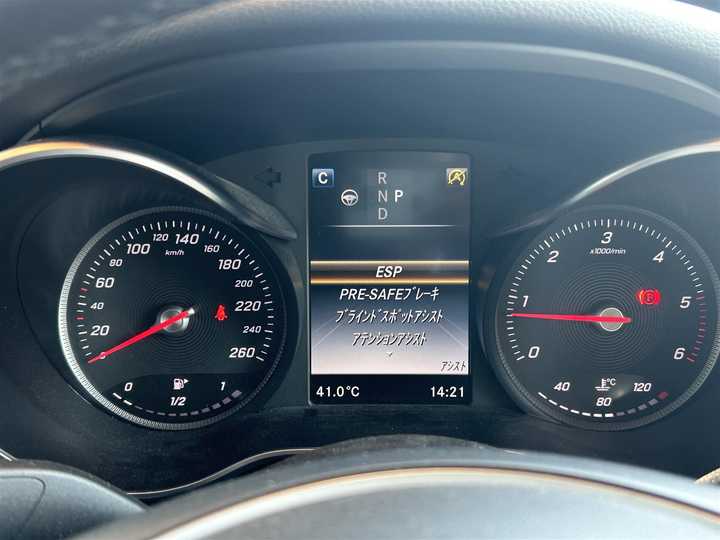 C R
N P
D
ESP
PRE-SAFEブレーキ
ブラインドスポットアシスト
アテンションアシスト
アシスト
41.0°C 14:21
0 20 40 60 80 100 120 140 160 180 200 220 240 260
km/h
0 1/2 1
0 1 2 3 4 5 6
x1000/min
40 80 120
°C